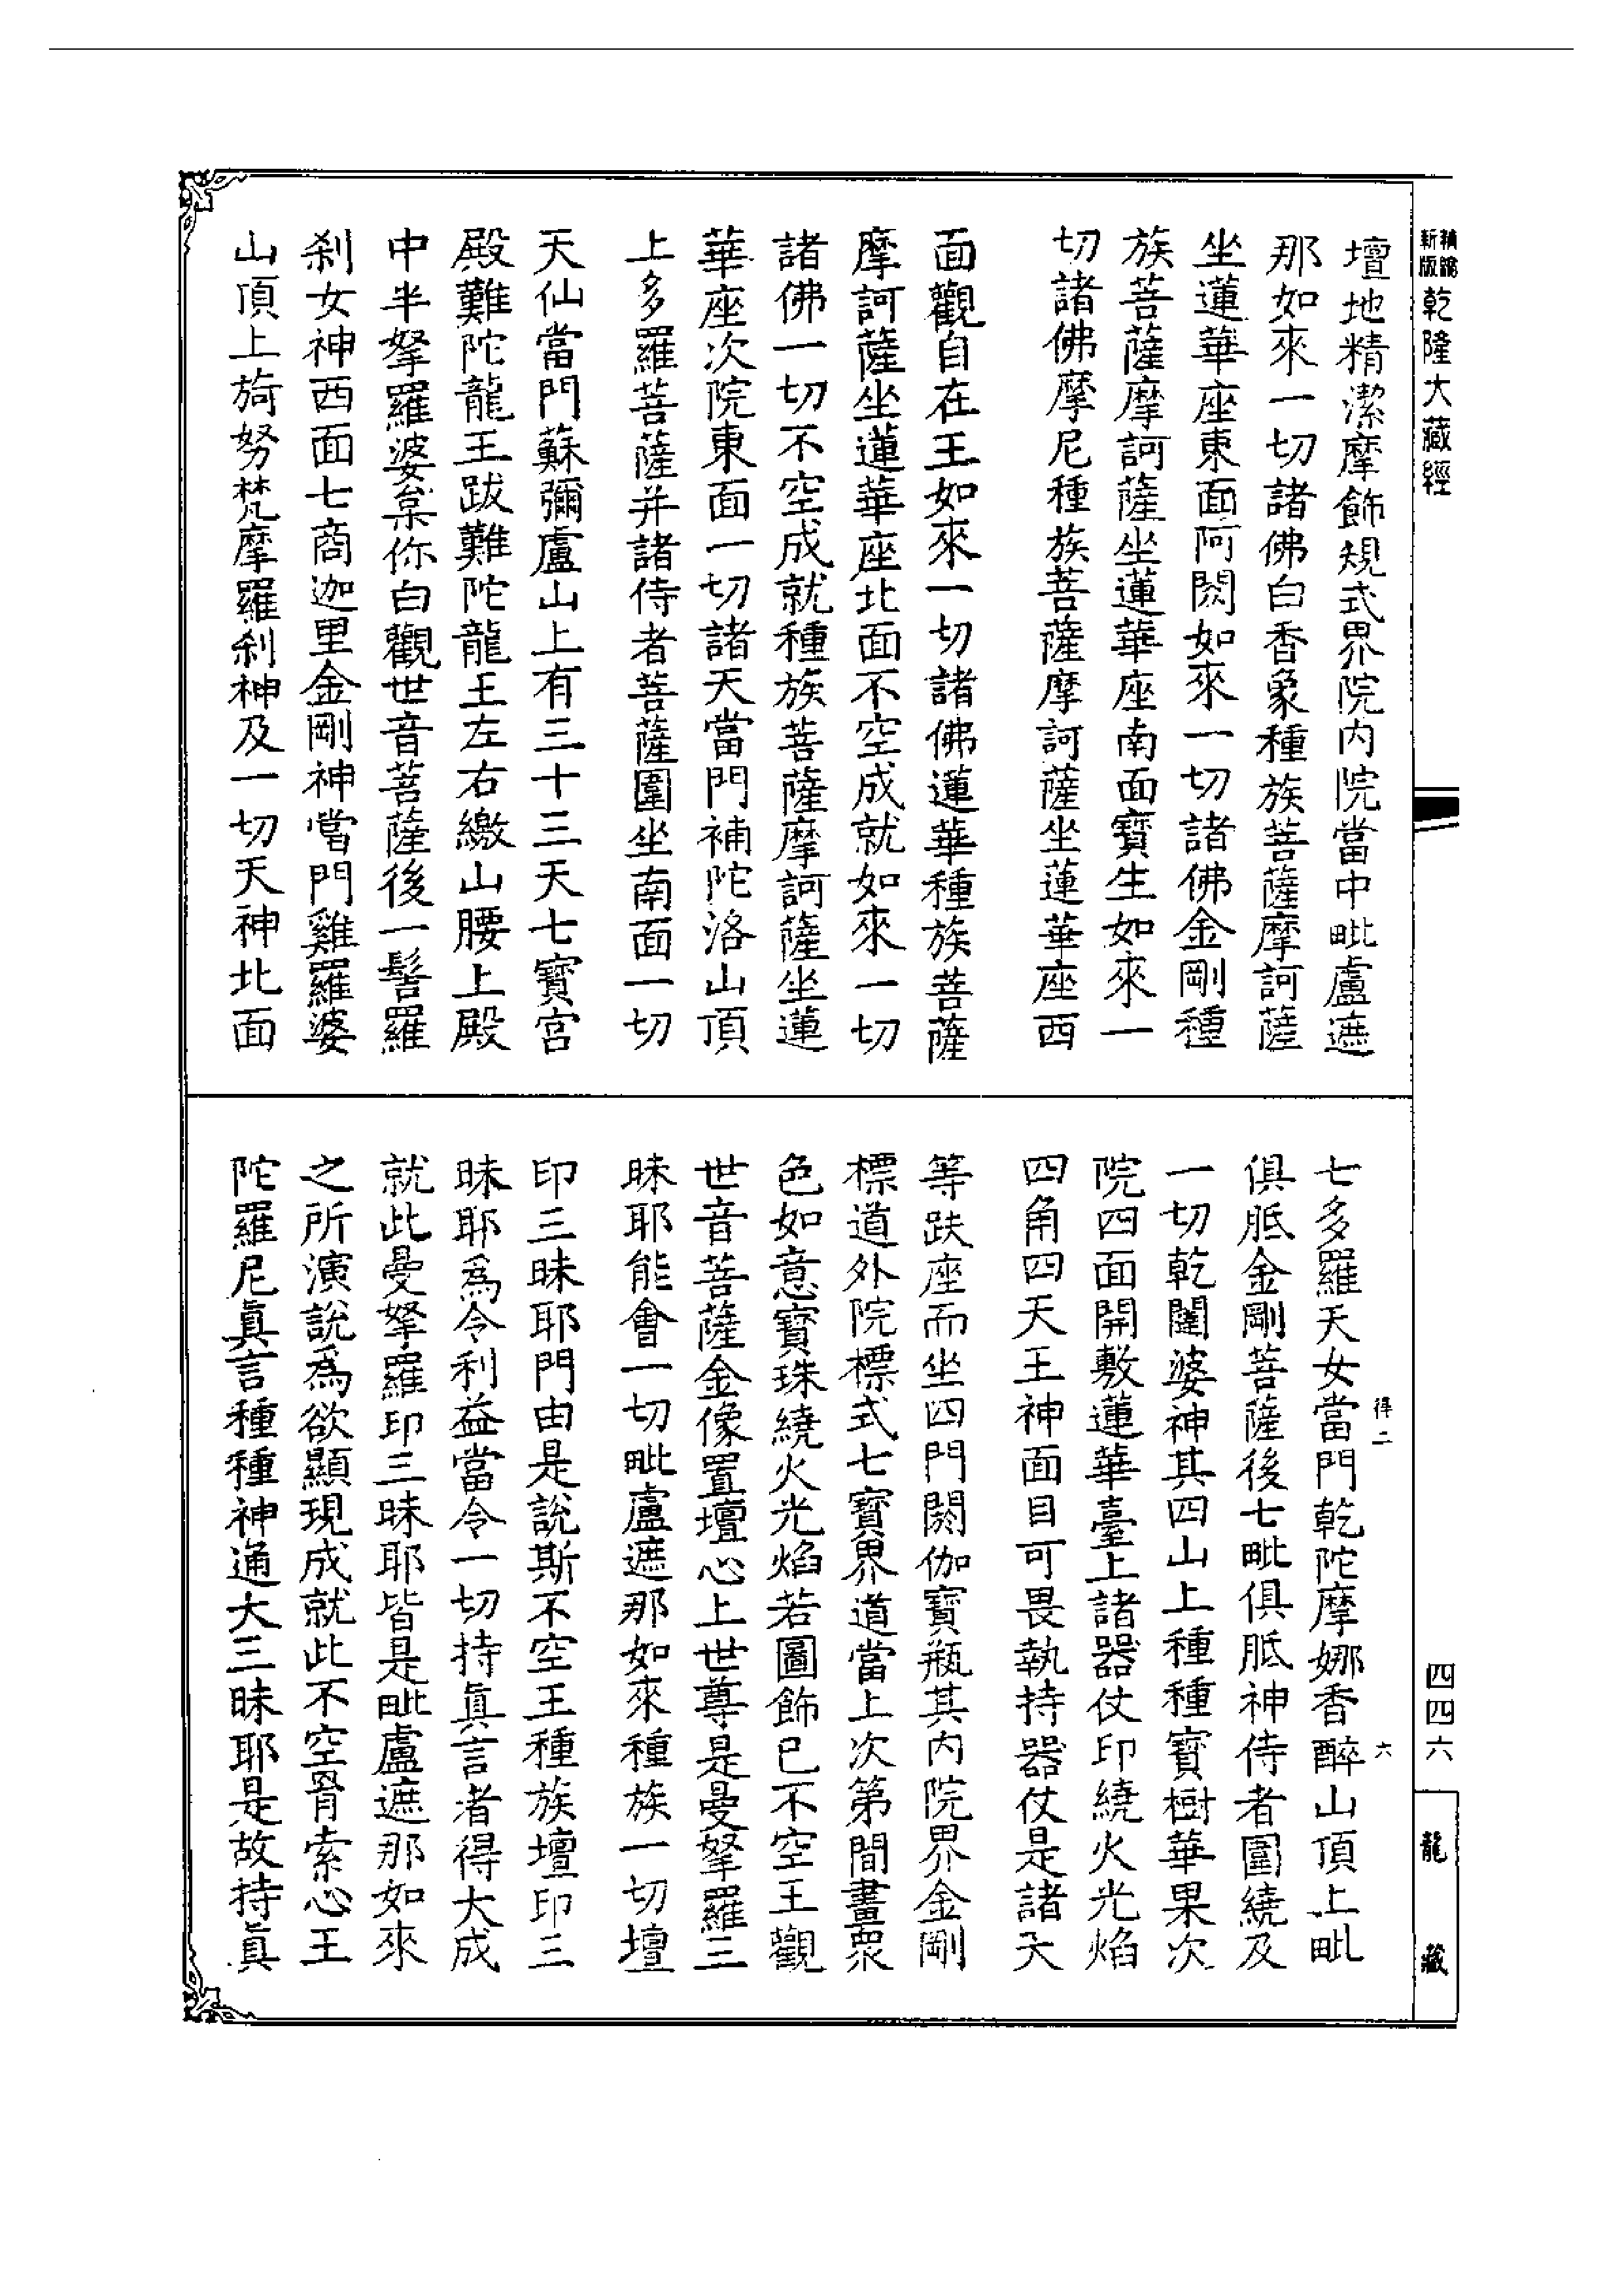 新版精縮乾隆大藏經
四四六
龍藏
壇地精潔摩飾規式界院内院當中毗盧遮
那如來一切諸佛白香象種族菩薩摩訶薩
坐蓮華座東面阿閦如來一切諸佛金剛種
族菩薩摩訶薩坐蓮華座南面寶生如來一
切諸佛摩尼種族菩薩摩訶薩坐蓮華座西
面觀自在王如來一切諸佛蓮華種族菩薩
摩訶薩坐蓮華座北面不空成就如來一切
諸佛一切不空成就種族菩薩摩訶薩坐蓮
華座次院東面一切諸天當門補陀洛山頂
上多羅菩薩并諸侍者菩薩圍坐南面一切
天仙當門蘇彌盧山上有三十三天七寶宮
殿難陀龍王跋難陀龍王左右繳山腰上殿
中半拏羅婆枲你白觀世音菩薩後一髻羅
刹女神西面七商迦里金剛神當門雞羅婆
山頂上旖努梵摩羅刹神及一切天神北面
七多羅天女當門乾陀摩娜香醉山頂上毗
俱胝金剛菩薩後七毗俱胝神侍者圍繞及
一切乾闥婆神其四山上種種寶樹華果次
院四面開敷蓮華臺上諸器仗印繞火光焰
四角四天王神面目可畏執持器仗是諸天
等趺座而坐四門閼伽寶瓶其内院界金剛
標道外院標式七寶界道當上次第間畫衆
色如意寶珠繞火光焰若圖飾已不空王觀
世音菩薩金像置壇心上世尊是曼拏羅三
昧耶能會一切毗盧遮那如來種族一切壇
印三昧耶門由是說斯不空王種族壇印三
昧耶爲令利益當令一切持眞言者得大成
就此曼拏羅印三昧耶皆是毗盧遮那如來
之所演說爲欲顯現成就此不空罥索心王
陀羅尼眞言種種神通大三昧耶是故持眞
得二
六